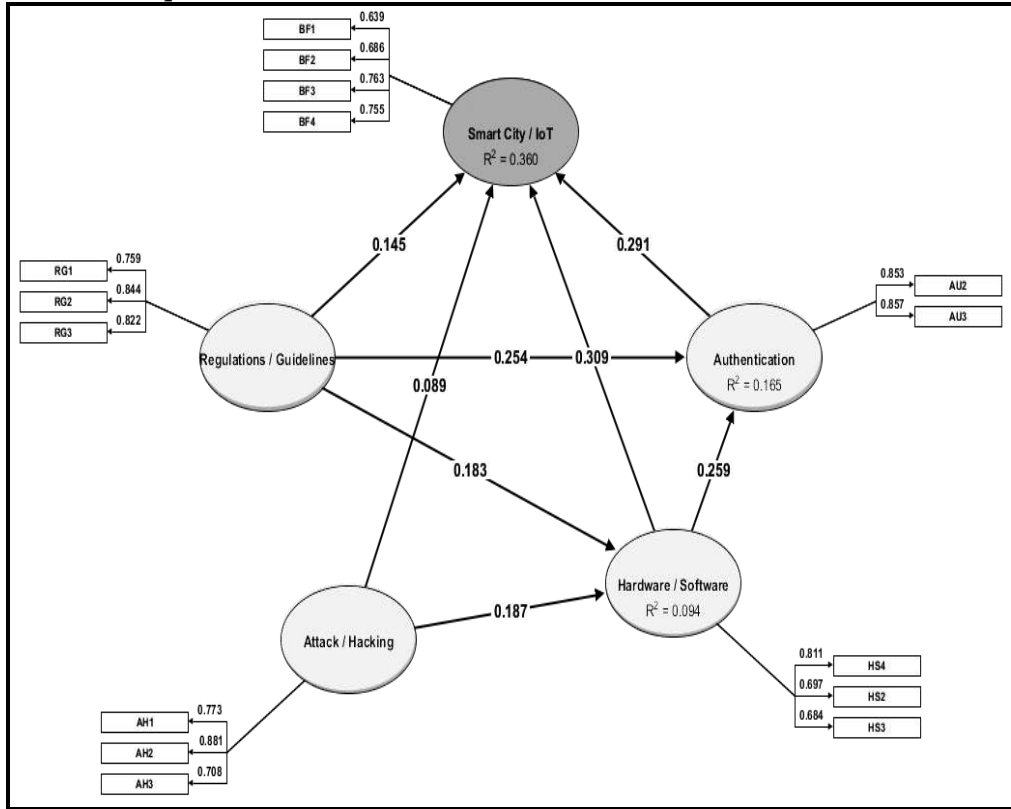 BF1
0.639
BF2
0.686
BF3
0.763
BF4
0.755
Smart City / IoT
R² = 0.360
0.145
0.291
RG1
0.759
RG2
0.844
RG3
0.822
Regulations / Guidelines
0.254
0.309
0.089
Authentication
R² = 0.165
0.853
AU2
0.857
AU3
0.183
0.259
Attack / Hacking
0.187
Hardware / Software
R² = 0.094
0.811
HS4
0.697
HS2
0.684
HS3
AH1
0.773
AH2
0.881
AH3
0.708